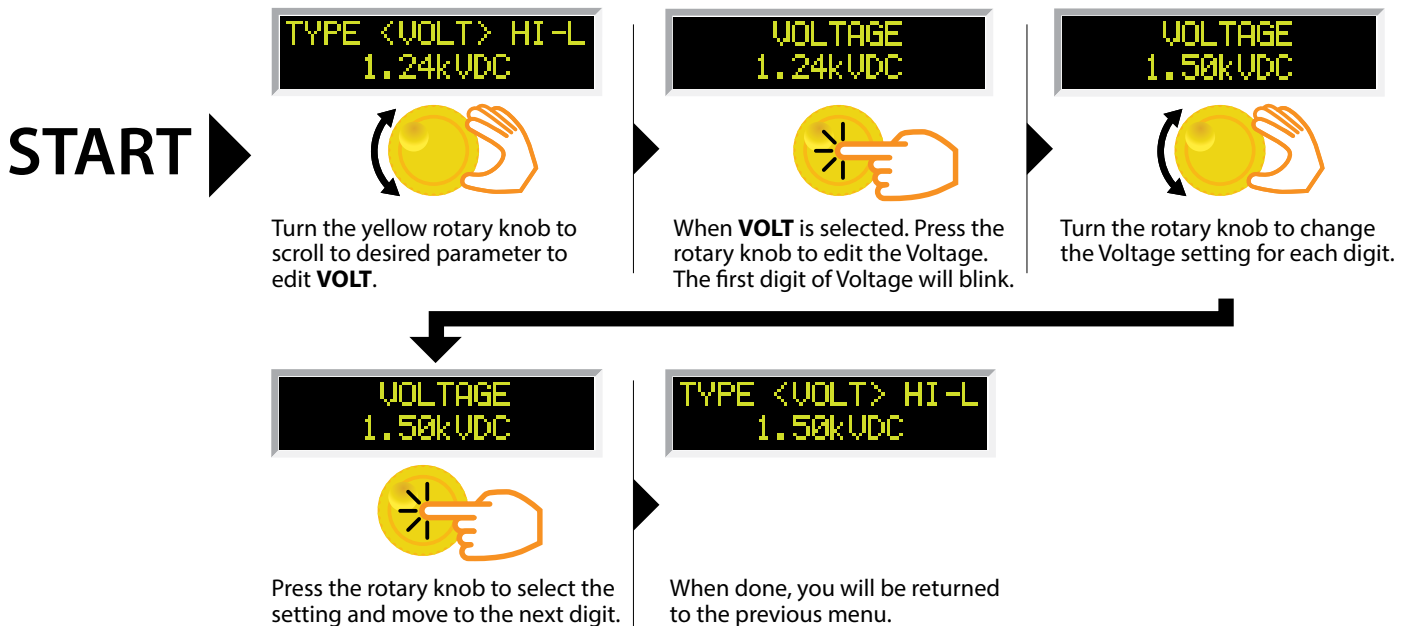 START
TYPE <VOLT> HI-L
1.24kVDC
Turn the yellow rotary knob to
scroll to desired parameter to
edit VOLT.
VOLTAGE
1.24kVDC
When VOLT is selected. Press the
rotary knob to edit the Voltage.
The first digit of Voltage will blink.
VOLTAGE
1.50kVDC
Turn the rotary knob to change
the Voltage setting for each digit.
VOLTAGE
1.50kVDC
Press the rotary knob to select the
setting and move to the next digit.
TYPE <VOLT> HI-L
1.50kVDC
When done, you will be returned
to the previous menu.